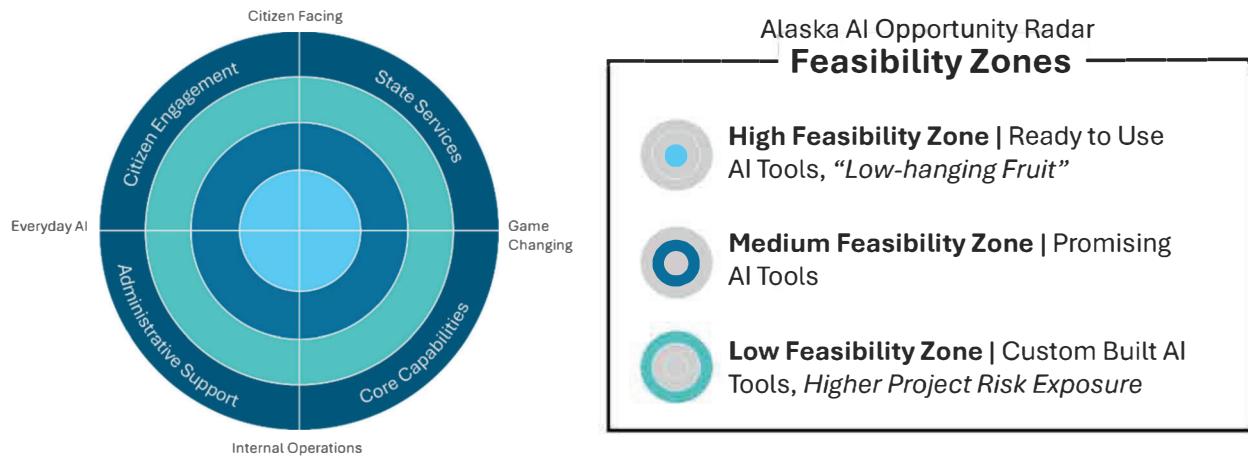 Citizen Facing
Citizen Engagement
State Services
Everyday AI
Game
Changing
Administrative Support
Core Capabilities
Internal Operations
Alaska AI Opportunity Radar
Feasibility Zones
High Feasibility Zone | Ready to Use
AI Tools, “Low-hanging Fruit”
Medium Feasibility Zone | Promising
AI Tools
Low Feasibility Zone | Custom Built AI
Tools, Higher Project Risk Exposure